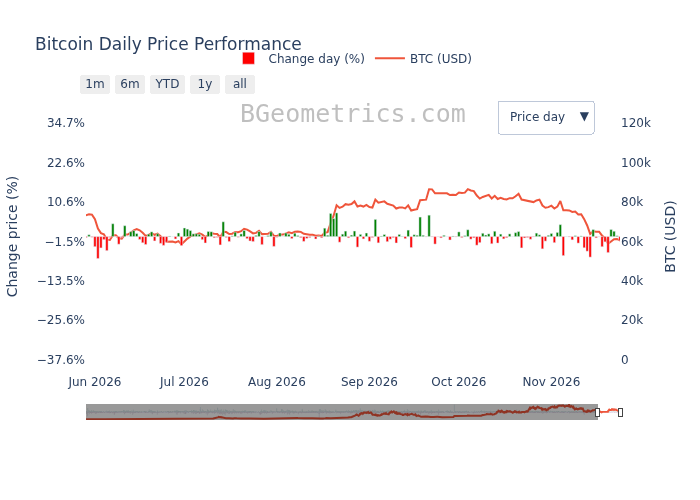 Bitcoin Daily Price Performance
Change day (%) BTC (USD)
1m 6m YTD 1y all
BGeometrics.com
Price day ▼
34.7% 120k
22.6% 100k
10.6% 80k
−1.5% 60k
−13.5% 40k
−25.6% 20k
−37.6% 0
Change price (%)
BTC (USD)
Jun 2026 Jul 2026 Aug 2026 Sep 2026 Oct 2026 Nov 2026